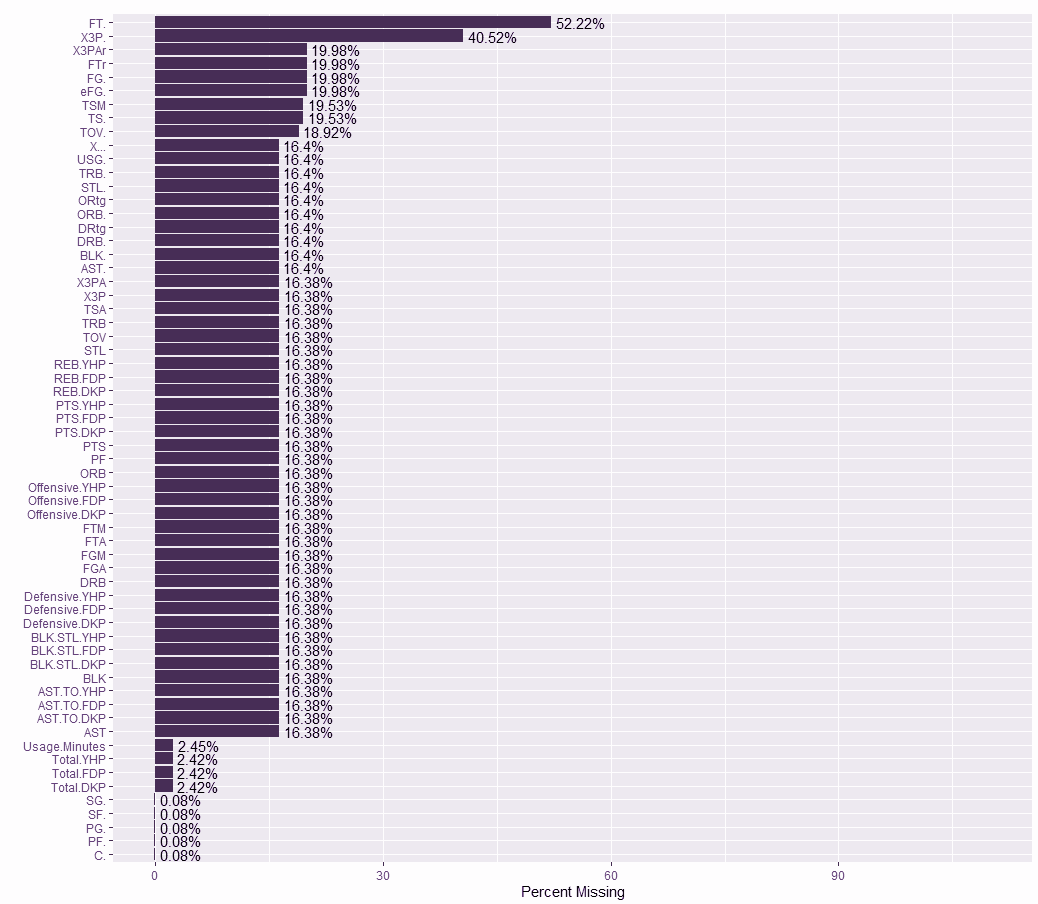 FT. 52.22%
X3P. 40.52%
X3PAr 19.98%
FTr 19.98%
FG. 19.98%
eFG. 19.98%
TSM 19.53%
TS. 19.53%
TOV. 18.92%
X... 16.4%
USG. 16.4%
TRB. 16.4%
STL. 16.4%
ORtg 16.4%
ORB. 16.4%
DRtg 16.4%
DRB. 16.4%
BLK. 16.4%
AST. 16.4%
X3PA 16.38%
X3P 16.38%
TSA 16.38%
TRB 16.38%
TOV 16.38%
STL 16.38%
REB.YHP 16.38%
REB.FDP 16.38%
REB.DKP 16.38%
PTS.YHP 16.38%
PTS.FDP 16.38%
PTS.DKP 16.38%
PTS 16.38%
PF 16.38%
ORB 16.38%
Offensive.YHP 16.38%
Offensive.FDP 16.38%
Offensive.DKP 16.38%
FTM 16.38%
FTA 16.38%
FGM 16.38%
FGA 16.38%
DRB 16.38%
Defensive.YHP 16.38%
Defensive.FDP 16.38%
Defensive.DKP 16.38%
BLK.STL.YHP 16.38%
BLK.STL.FDP 16.38%
BLK.STL.DKP 16.38%
BLK 16.38%
AST.TO.YHP 16.38%
AST.TO.FDP 16.38%
AST.TO.DKP 16.38%
AST 16.38%
Usage.Minutes 2.45%
Total.YHP 2.42%
Total.FDP 2.42%
Total.DKP 2.42%
SG. 0.08%
SF. 0.08%
PG. 0.08%
PF. 0.08%
C. 0.08%
0 30 60 90
Percent Missing